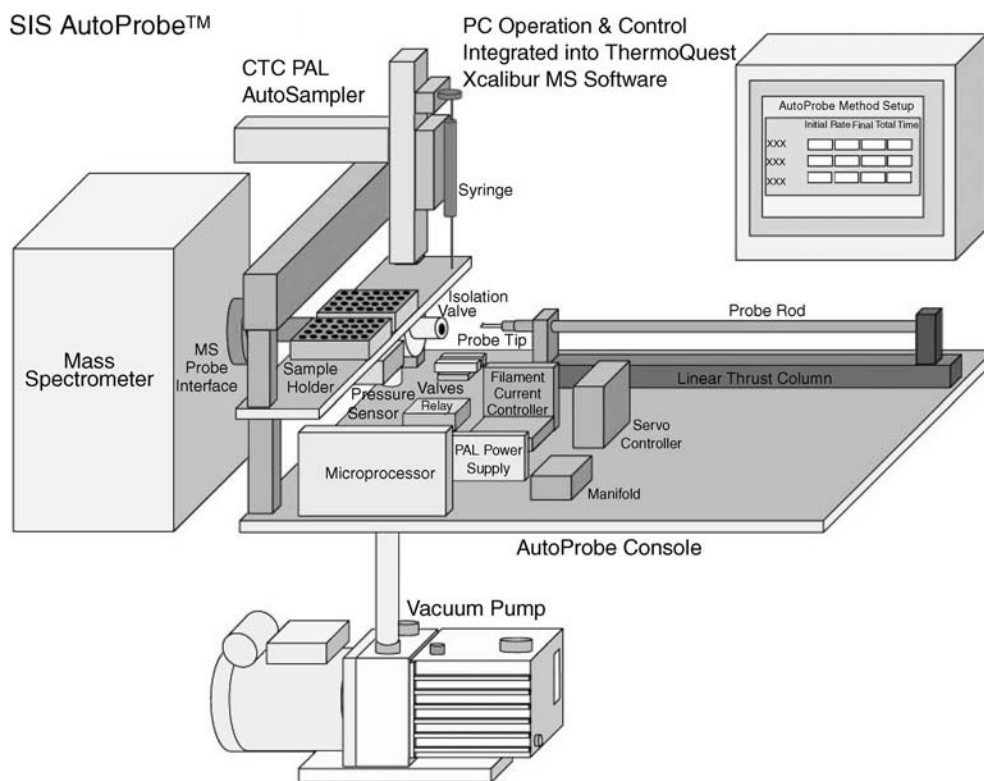 SIS AutoProbe™
PC Operation & Control
Integrated into ThermoQuest
Xcalibur MS Software
CTC PAL
AutoSampler
AutoProbe Method Setup
Initial Rate Final Total Time
XXX
XXX
XXX
Syringe
Isolation
Valve
Probe Rod
Probe Tip
Mass
Spectrometer
MS
Probe
Interface
Sample
Holder
Pressure
Sensor
Valves
Relay
Filament
Current
Controller
Linear Thrust Column
Servo
Controller
Microprocessor
PAL Power
Supply
Manifold
AutoProbe Console
Vacuum Pump